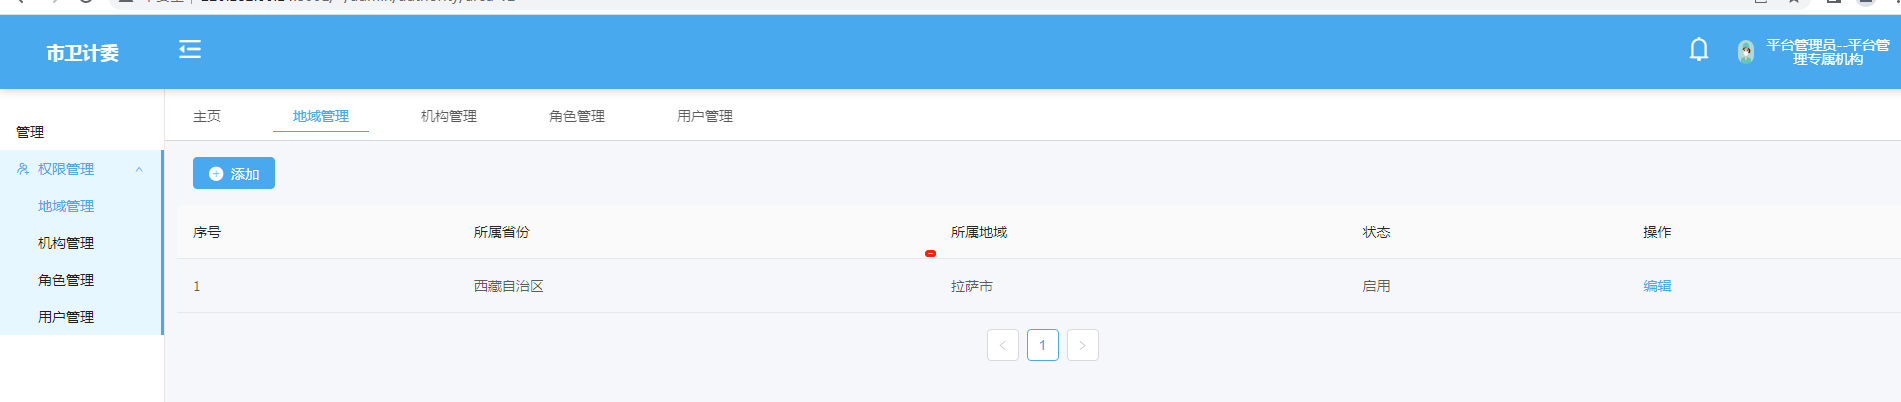 市卫计委
平台管理员--平台管
理专属机构
管理
权限管理
地域管理
机构管理
角色管理
用户管理
主页 地域管理 机构管理 角色管理 用户管理
添加
序号 所属省份 所属地域 状态 操作
1 西藏自治区 拉萨市 启用 编辑
1